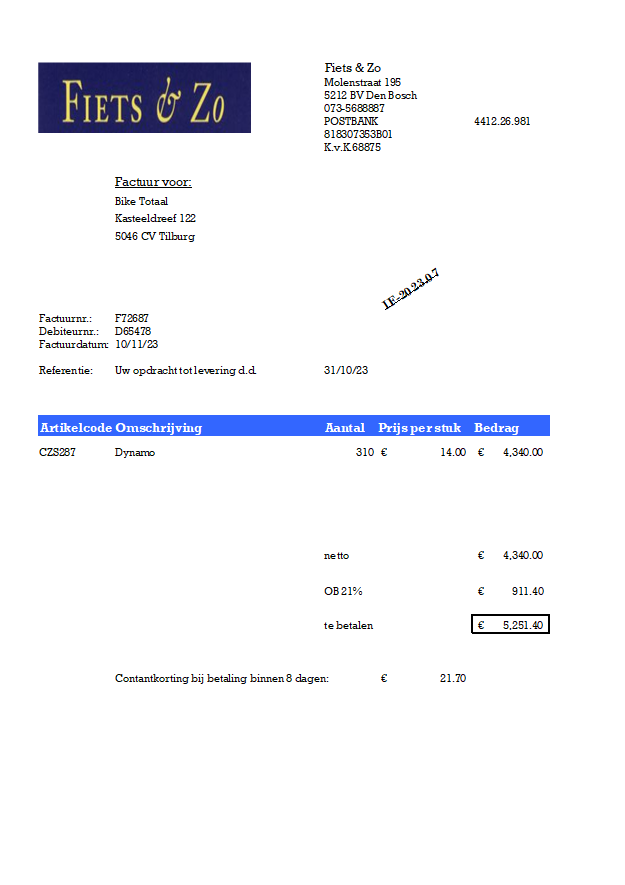 FIETS & ZO
Fiets & Zo
Molenstraat 195
5212 BV Den Bosch
073-5688887
POSTBANK 4412.26.981
818307353B01
K.v.K.68875
Factuur voor:
Bike Totaal
Kasteeldreef 122
5046 CV Tilburg
I.F.-20-23.0-7
Factuurnr.: F72687
Debiteurnr.: D65478
Factuurdatum: 10/11/23
Referentie: Uw opdracht tot levering d.d. 31/10/23
Artikelcode Omschrijving Aantal Prijs per stuk Bedrag
CZS287 Dynamo 310 € 14.00 € 4,340.00
netto € 4,340.00
OB 21% € 911.40
te betalen € 5,251.40
Contantkorting bij betaling binnen 8 dagen: € 21.70